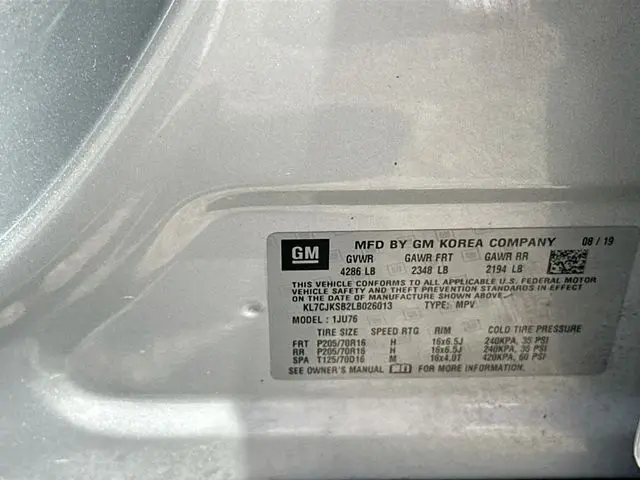 GM MFD BY GM KOREA COMPANY 08 / 19
GVWR GAWR FRT GAWR RR
4286 LB 2348 LB 2194 LB
THIS VEHICLE CONFORMS TO ALL APPLICABLE U.S. FEDERAL MOTOR
VEHICLE SAFETY AND THEFT PREVENTION STANDARDS IN
EFFECT ON THE DATE OF MANUFACTURE SHOWN ABOVE.
KL7CJKSB2LB026013 TYPE: MPV
MODEL : 1JU76
TIRE SIZE SPEED RTG RIM COLD TIRE PRESSURE
FRT P205/70R16 H 16x6.5J 240KPA, 35 PSI
RR P205/70R16 H 16x6.5J 240KPA, 35 PSI
SPA T125/70D16 M 16x4.0T 420KPA, 60 PSI
SEE OWNER'S MANUAL FOR MORE INFORMATION.